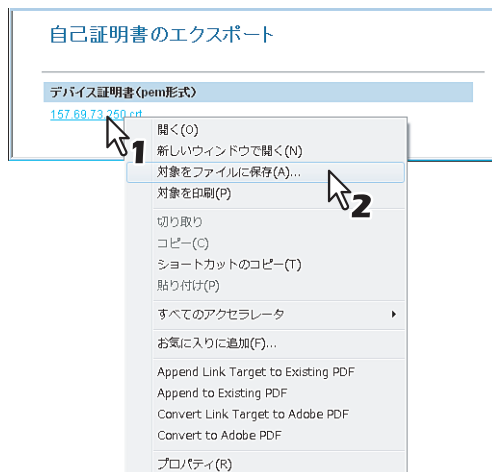 自己証明書のエクスポート
デバイス証明書(pem形式)
157.69.73.250.crt
1
開く(O)
新しいウィンドウで開く(N)
対象をファイルに保存(A)...
対象を印刷(P)
2
切り取り
コピー(C)
ショートカットのコピー(T)
貼り付け(P)
すべてのアクセラレータ
お気に入りに追加(F)...
Append Link Target to Existing PDF
Append to Existing PDF
Convert Link Target to Adobe PDF
Convert to Adobe PDF
プロパティ(R)